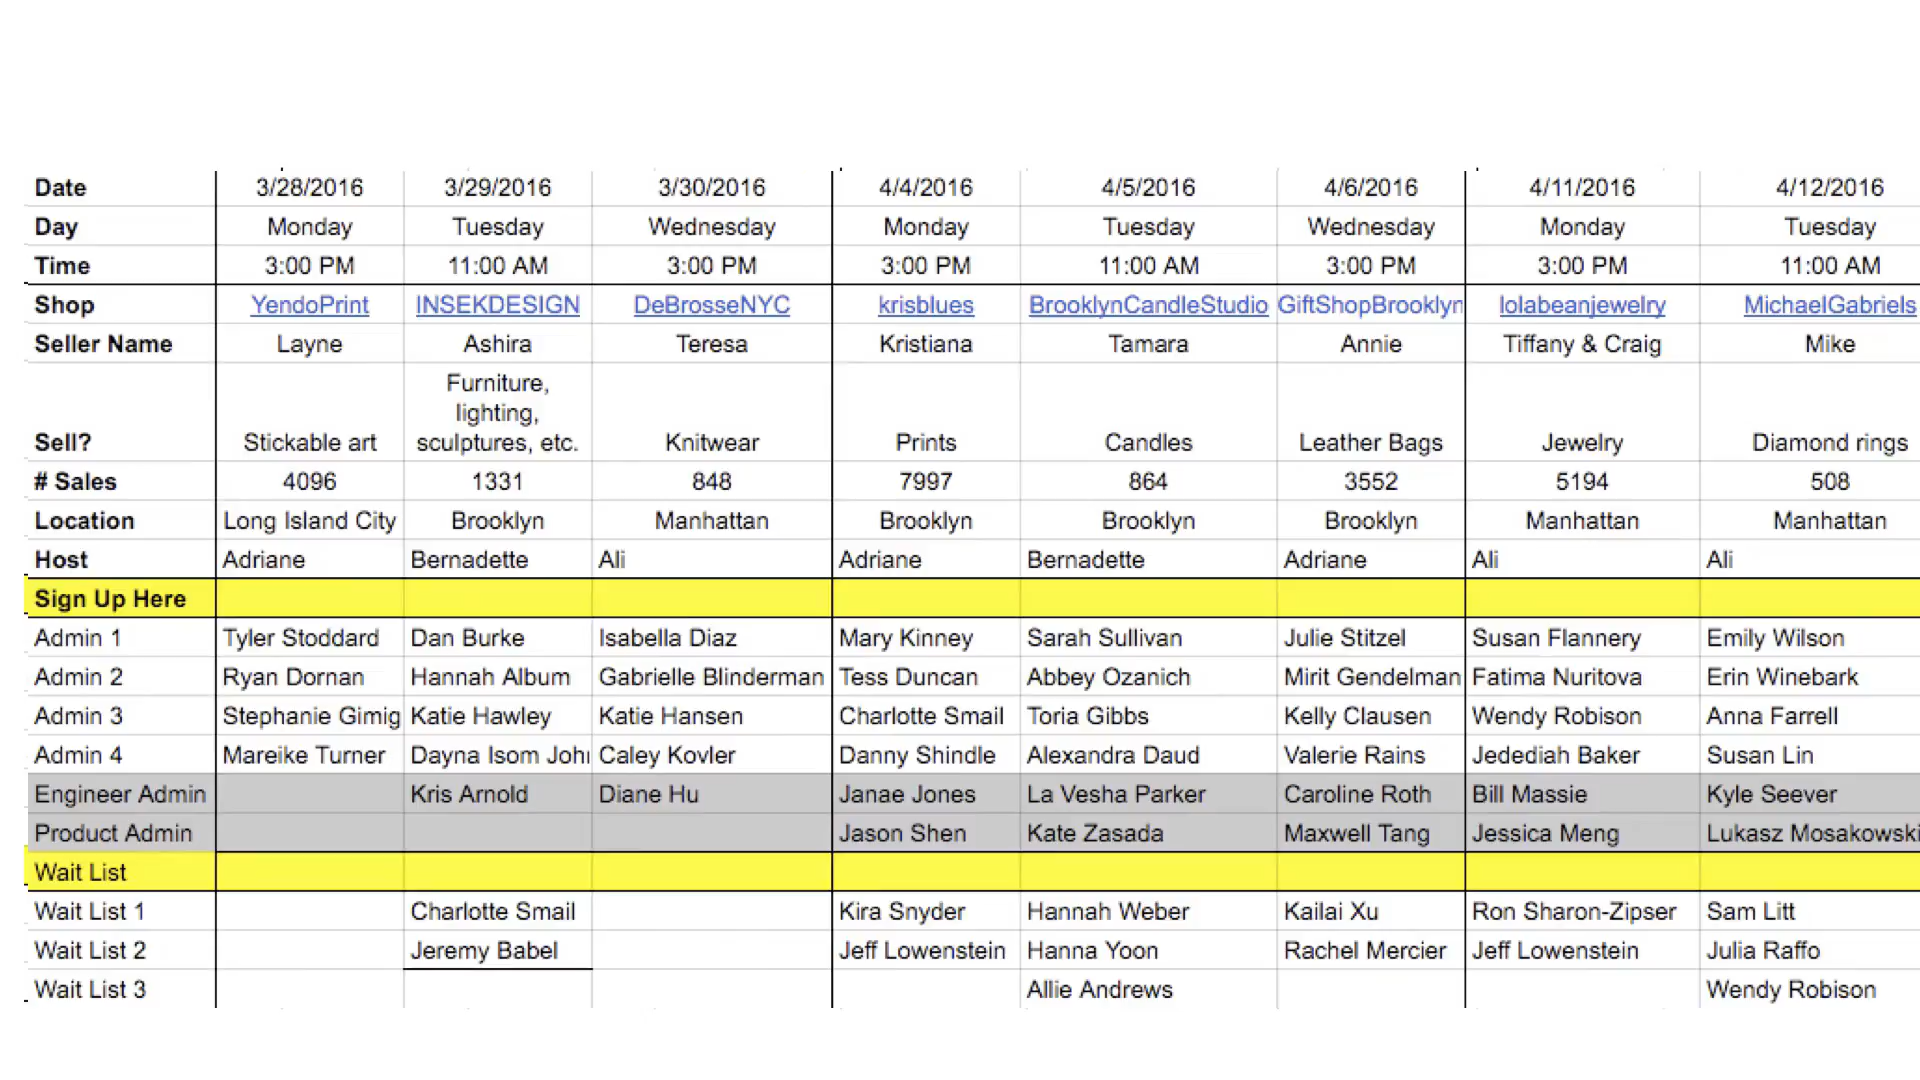 Date 3/28/2016 3/29/2016 3/30/2016 4/4/2016 4/5/2016 4/6/2016 4/11/2016 4/12/2016
Day Monday Tuesday Wednesday Monday Tuesday Wednesday Monday Tuesday
Time 3:00 PM 11:00 AM 3:00 PM 3:00 PM 11:00 AM 3:00 PM 3:00 PM 11:00 AM
Shop YendoPrint INSEKDESIGN DeBrosseNYC krisblues BrooklynCandleStudio GiftShopBrooklyn lolabeanjewelry MichaelGabriels
Seller Name Layne Ashira Teresa Kristiana Tamara Annie Tiffany & Craig Mike
Furniture,
lighting,
Sell? Stickable art sculptures, etc. Knitwear Prints Candles Leather Bags Jewelry Diamond rings
# Sales 4096 1331 848 7997 864 3552 5194 508
Location Long Island City Brooklyn Manhattan Brooklyn Brooklyn Brooklyn Manhattan Manhattan
Host Adriane Bernadette Ali Adriane Bernadette Adriane Ali Ali
Sign Up Here
Admin 1 Tyler Stoddard Dan Burke Isabella Diaz Mary Kinney Sarah Sullivan Julie Stitzel Susan Flannery Emily Wilson
Admin 2 Ryan Dornan Hannah Album Gabrielle Blinderman Tess Duncan Abbey Ozanich Mirit Gendelman Fatima Nuritova Erin Winebark
Admin 3 Stephanie Gimig Katie Hawley Katie Hansen Charlotte Smail Toria Gibbs Kelly Clausen Wendy Robison Anna Farrell
Admin 4 Mareike Turner Dayna Isom Caley Kovler Danny Shindle Alexandra Daud Valerie Rains Jedediah Baker Susan Lin
Engineer Admin Kris Arnold Diane Hu Janae Jones La Vesha Parker Caroline Roth Bill Massie Kyle Seever
Product Admin Jason Shen Kate Zasada Maxwell Tang Jessica Meng Lukasz Mosakowski
Wait List
Wait List 1 Charlotte Smail Kira Snyder Hannah Weber Kailai Xu Ron Sharon-Zipser Sam Litt
Wait List 2 Jeremy Babel Jeff Lowenstein Hanna Yoon Rachel Mercier Jeff Lowenstein Julia Raffo
Wait List 3 Allie Andrews Wendy Robison